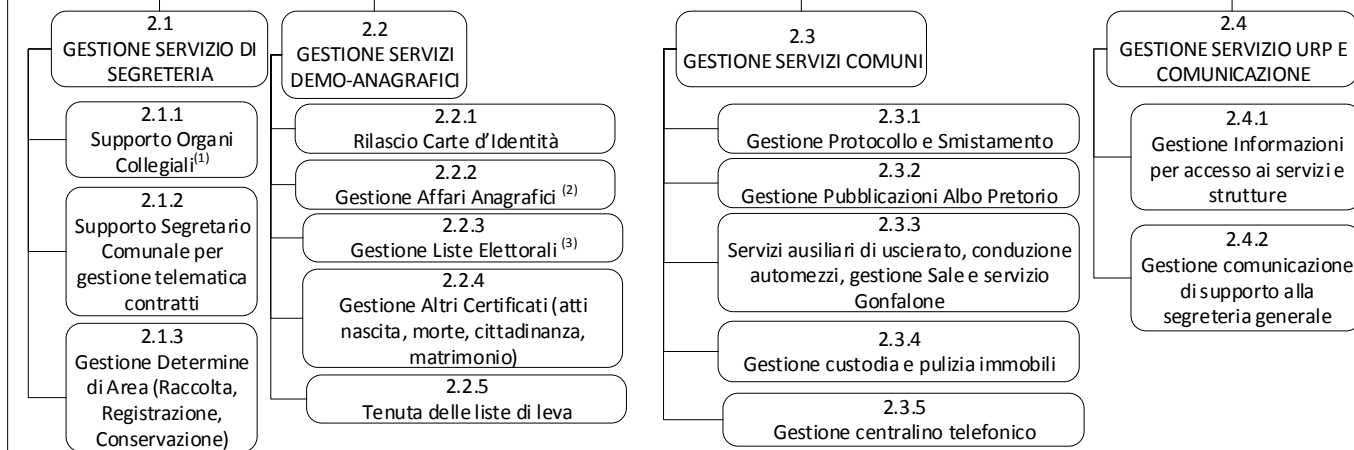 2.1
GESTIONE SERVIZIO DI
SEGRETERIA
2.1.1
Supporto Organi
Collegiali(1)
2.1.2
Supporto Segretario
Comunale per
gestione telematica
contratti
2.1.3
Gestione Determine
di Area (Raccolta,
Registrazione,
Conservazione)
2.2
GESTIONE SERVIZI
DEMO-ANAGRAFICI
2.2.1
Rilascio Carte d'Identità
2.2.2
Gestione Affari Anagrafici (2)
2.2.3
Gestione Liste Elettorali (3)
2.2.4
Gestione Altri Certificati (atti
nascita, morte, cittadinanza,
matrimonio)
2.2.5
Tenuta delle liste di leva
2.3
GESTIONE SERVIZI COMUNI
2.3.1
Gestione Protocollo e Smistamento
2.3.2
Gestione Pubblicazioni Albo Pretorio
2.3.3
Servizi ausiliari di uscierato, conduzione
automezzi, gestione Sale e servizio
Gonfalone
2.3.4
Gestione custodia e pulizia immobili
2.3.5
Gestione centralino telefonico
2.4
GESTIONE SERVIZIO URP E
COMUNICAZIONE
2.4.1
Gestione Informazioni
per accesso ai servizi e
strutture
2.4.2
Gestione comunicazione
di supporto alla
segreteria generale